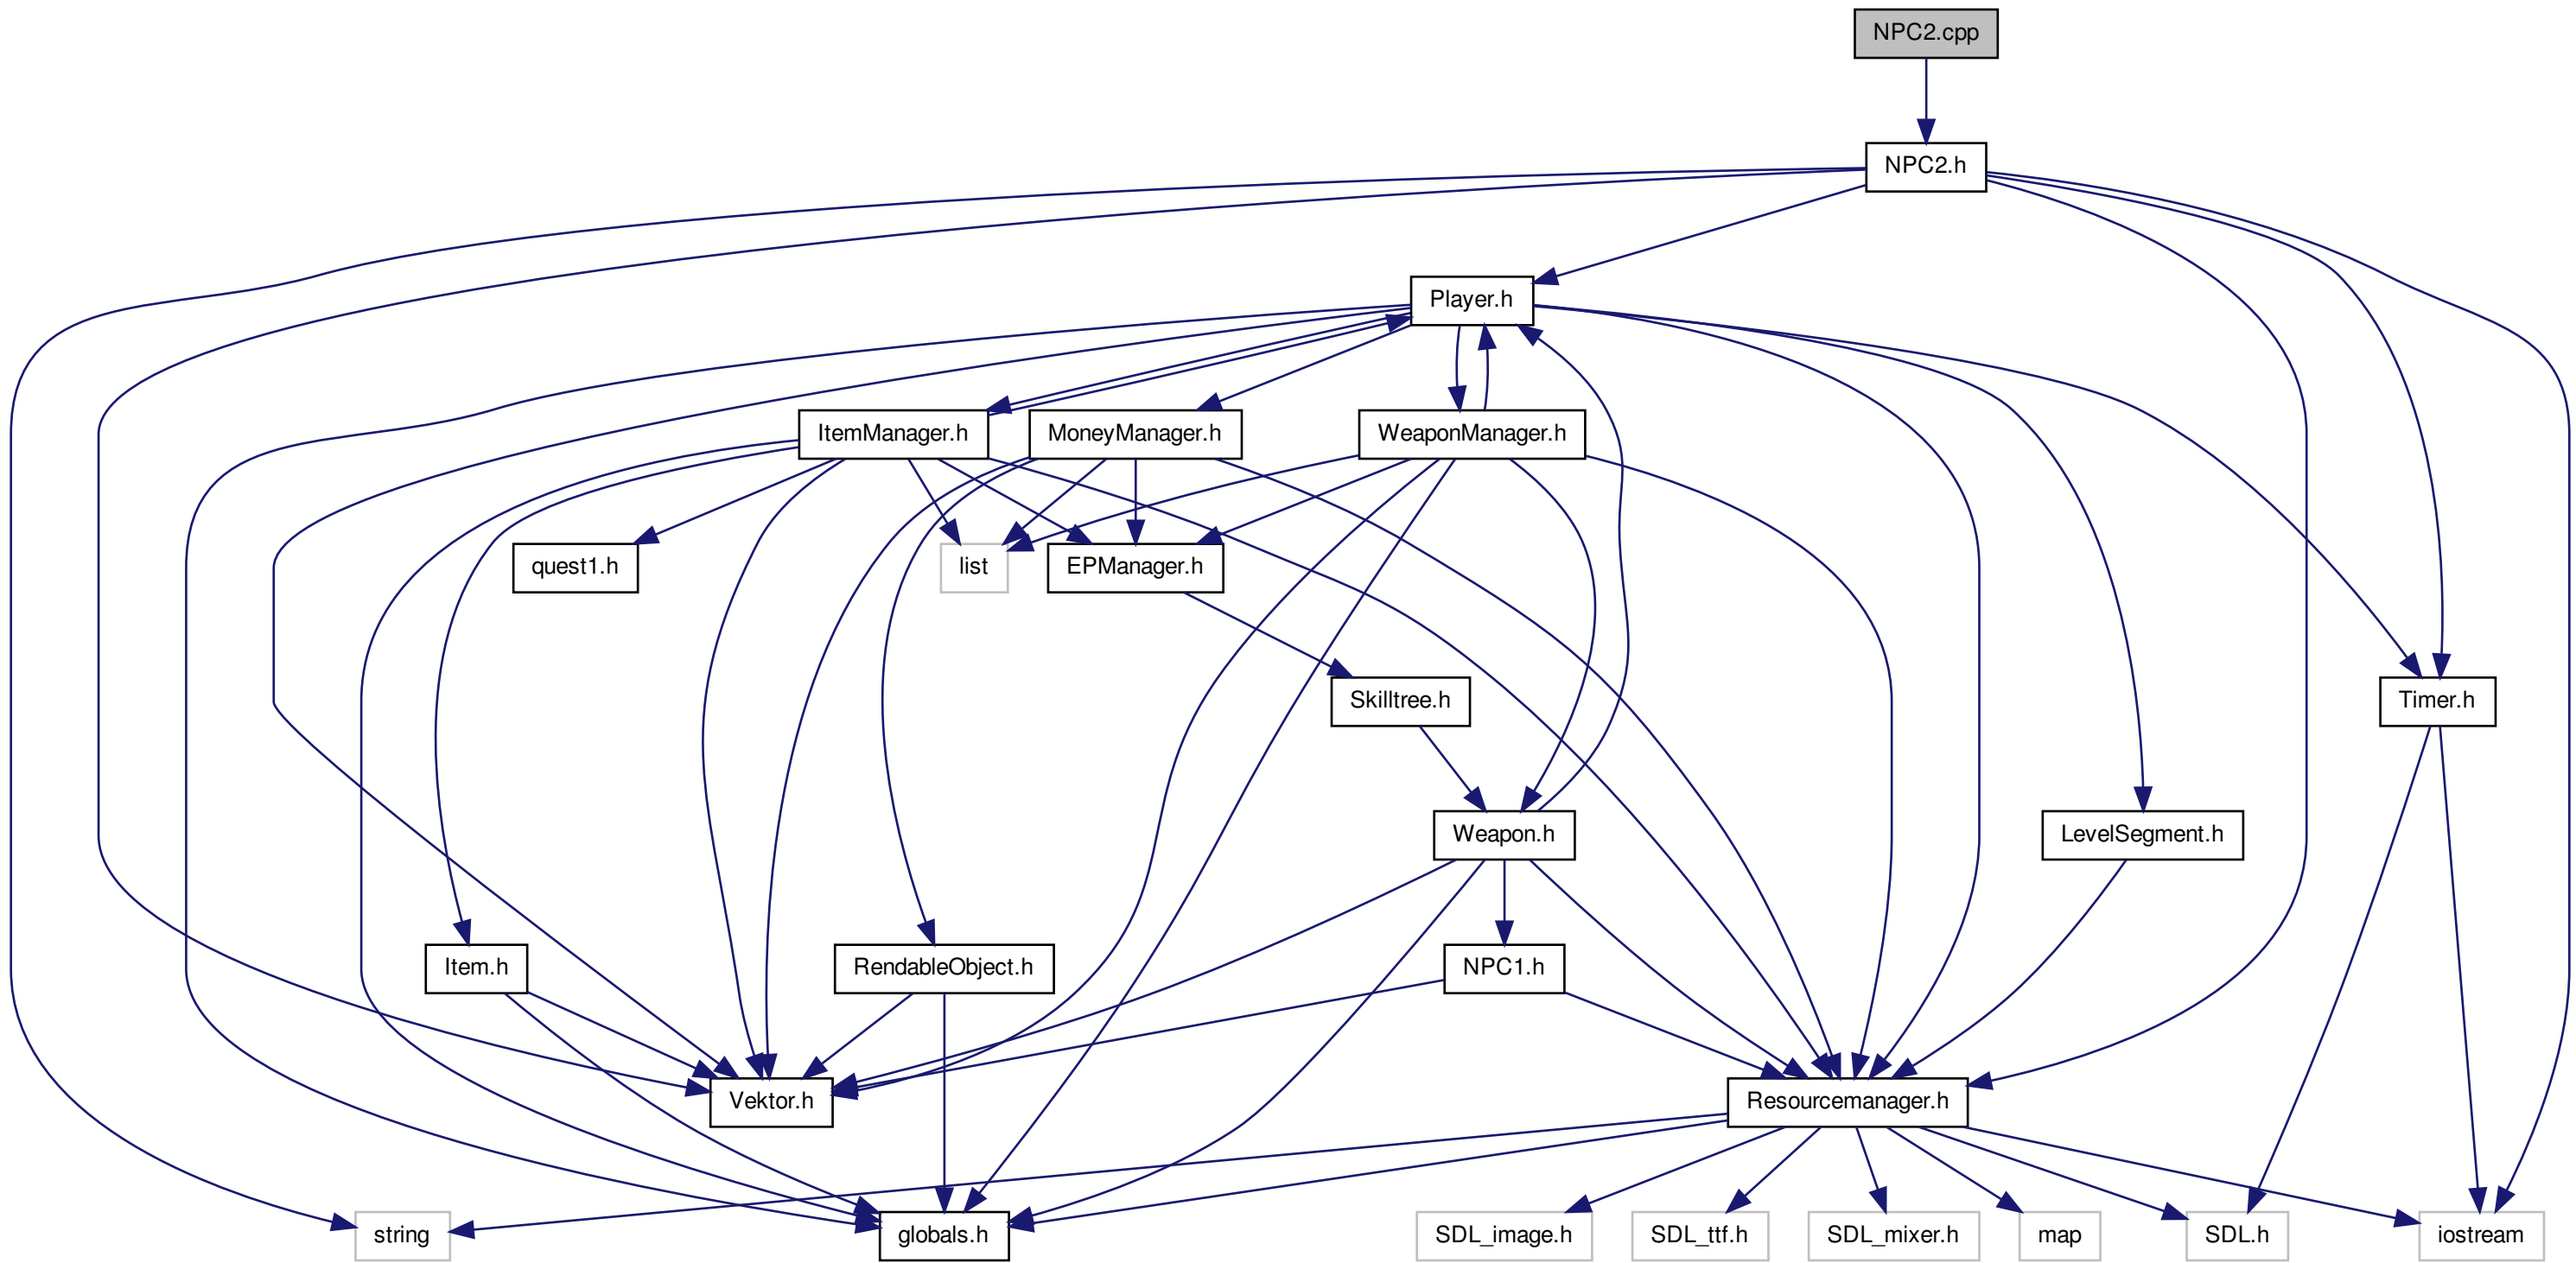 NPC2.cpp
NPC2.h
Player.h
ItemManager.h
MoneyManager.h
WeaponManager.h
quest1.h
list
EPManager.h
Skilltree.h
Timer.h
Weapon.h
LevelSegment.h
Item.h
RendableObject.h
NPC1.h
Vektor.h
Resourcemanager.h
string
globals.h
SDL_image.h
SDL_ttf.h
SDL_mixer.h
map
SDL.h
iostream